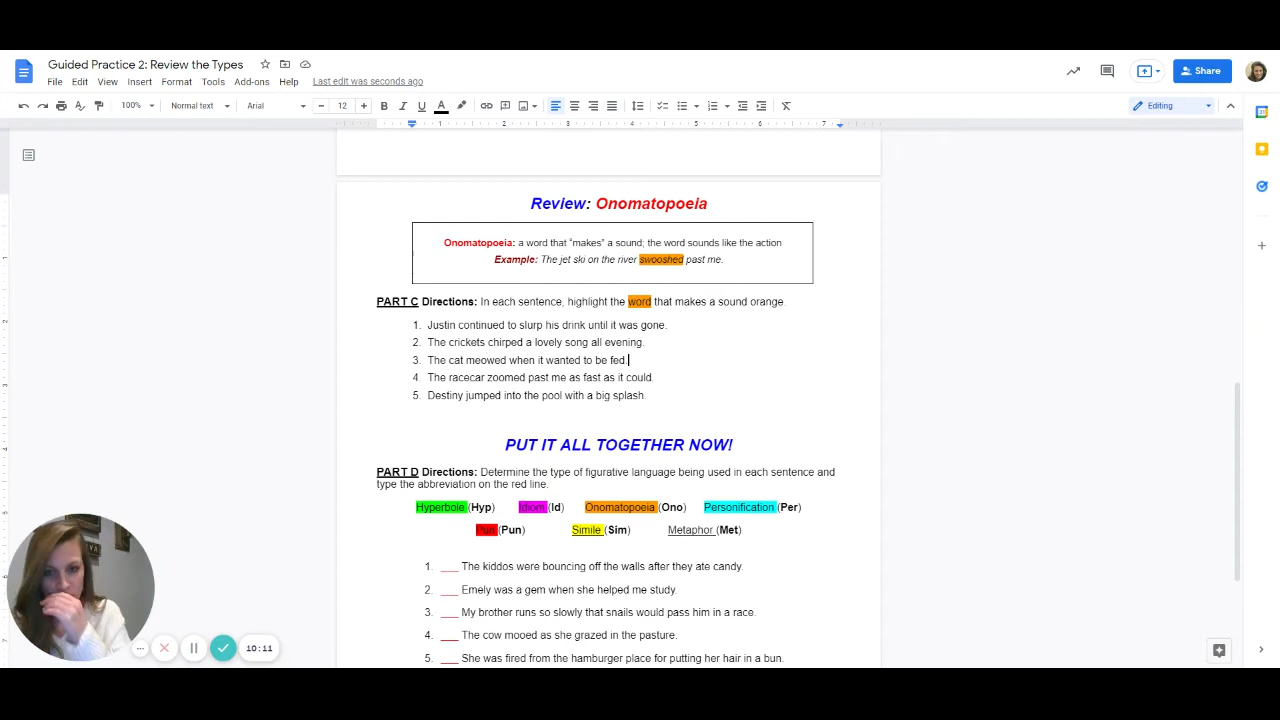 Guided Practice 2: Review the Types
File Edit View Insert Format Tools Add-ons Help Last edit was seconds ago
Share
100% Normal text Arial 12 B I U A Editing
1 2 3 4 5 6 7
Review: Onomatopoeia
Onomatopoeia: a word that “makes” a sound; the word sounds like the action
Example: The jet ski on the river swooshed past me.
PART C Directions: In each sentence, highlight the word that makes a sound orange.
1. Justin continued to slurp his drink until it was gone.
2. The crickets chirped a lovely song all evening.
3. The cat meowed when it wanted to be fed.
4. The racecar zoomed past me as fast as it could.
5. Destiny jumped into the pool with a big splash.
PUT IT ALL TOGETHER NOW!
PART D Directions: Determine the type of figurative language being used in each sentence and
type the abbreviation on the red line.
Hyperbole (Hyp) Idiom (Id) Onomatopoeia (Ono) Personification (Per)
Pun (Pun) Simile (Sim) Metaphor (Met)
1. ___ The kiddos were bouncing off the walls after they ate candy.
2. ___ Emely was a gem when she helped me study.
3. ___ My brother runs so slowly that snails would pass him in a race.
4. ___ The cow mooed as she grazed in the pasture.
5. ___ She was fired from the hamburger place for putting her hair in a bun.
10:11